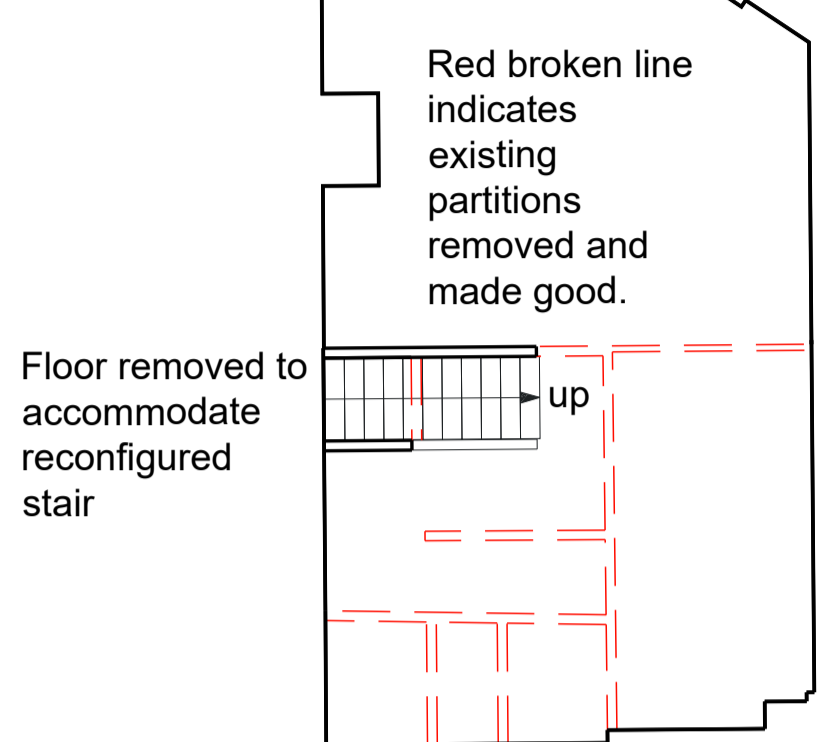 Red broken line
indicates
existing
partitions
removed and
made good.
Floor removed to
accommodate
reconfigured
stair
up